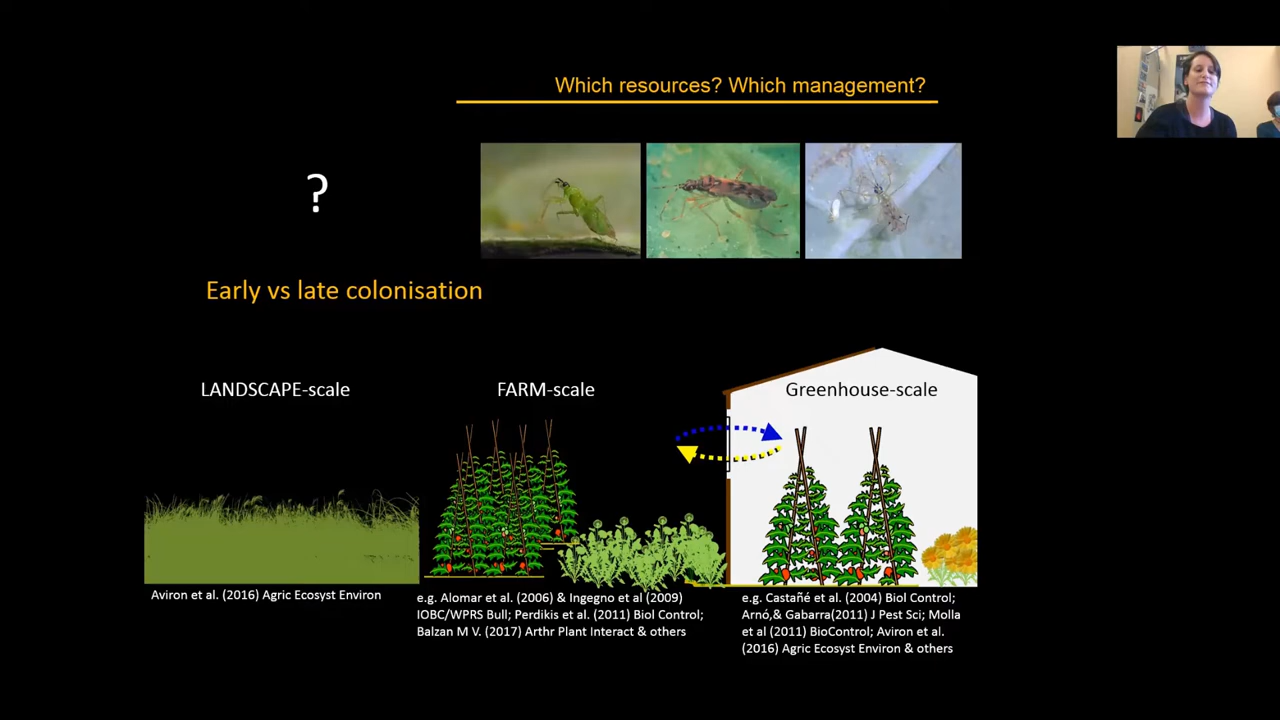 Which resources? Which management?
?
Early vs late colonisation
LANDSCAPE-scale
FARM-scale
Greenhouse-scale
Aviron et al. (2016) Agric Ecosyst Environ
e.g. Alomar et al. (2006) & Ingegno et al (2009)
IOBC/WPRS Bull; Perdikis et al. (2011) Biol Control;
Balzan M V. (2017) Arthr Plant Interact & others
e.g. Castañé et al. (2004) Biol Control;
Arnó,& Gabarra(2011) J Pest Sci; Molla
et al (2011) BioControl; Aviron et al.
(2016) Agric Ecosyst Environ & others